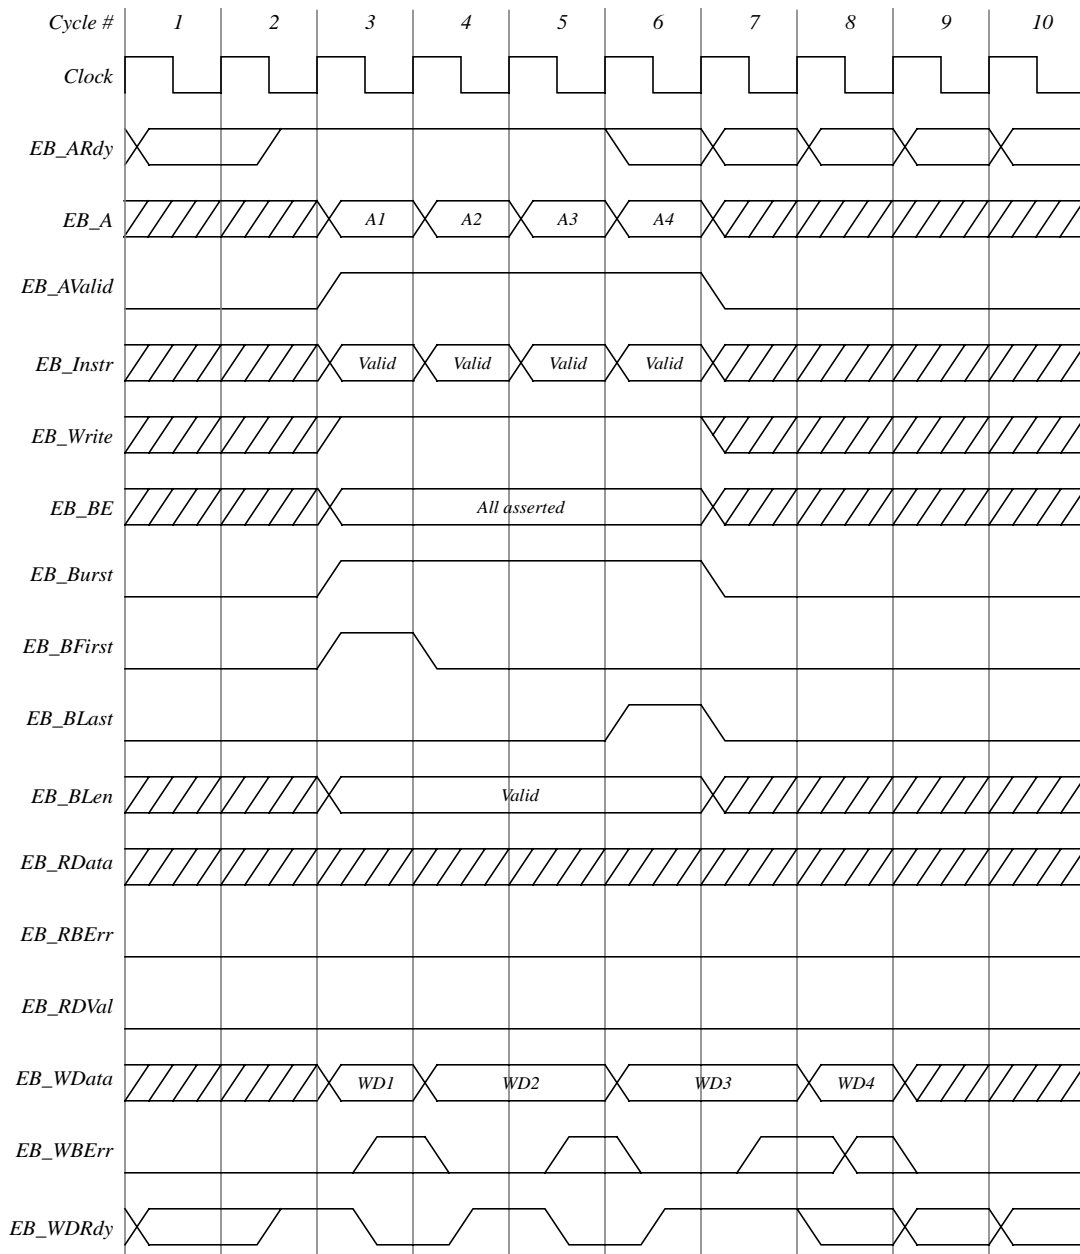 Cycle # 1 2 3 4 5 6 7 8 9 10
Clock
EB_ARdy
EB_A A1 A2 A3 A4
EB_AValid
EB_Instr Valid Valid Valid Valid
EB_Write
EB_BE All asserted
EB_Burst
EB_BFirst
EB_BLast
EB_BLen Valid
EB_RData
EB_RBErr
EB_RDVal
EB_WData WD1 WD2 WD3 WD4
EB_WBErr
EB_WDRdy